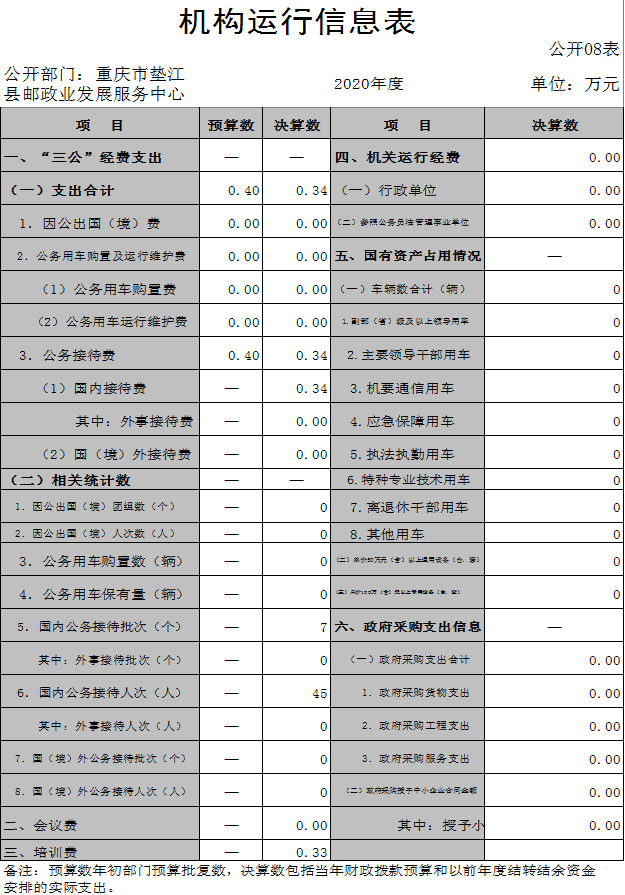 机构运行信息表
公开08表
公开部门：重庆市垫江
县邮政业发展服务中心
2020年度
单位：万元
项 目 预算数 决算数 项 目 决算数
一、“三公”经费支出 — — 四、机关运行经费 0.00
（一）支出合计 0.40 0.34 （一）行政单位 0.00
1．因公出国（境）费 0.00 0.00 （二）参照公务员法管理事业单位 0.00
2．公务用车购置及运行维护费 0.00 0.00 五、国有资产占用情况 —
（1）公务用车购置费 0.00 0.00 （一）车辆数合计（辆） 0
（2）公务用车运行维护费 0.00 0.00 1.副部（省）级及以上领导用车 0
3．公务接待费 0.40 0.34 2.主要领导干部用车 0
（1）国内接待费 — 0.34 3.机要通信用车 0
其中：外事接待费 — 0.00 4.应急保障用车 0
（2）国（境）外接待费 — 0.00 5.执法执勤用车 0
（二）相关统计数 — — 6.特种专业技术用车 0
1．因公出国（境）团组数（个） — 0 7.离退休干部用车 0
2．因公出国（境）人次数（人） — 0 8.其他用车 0
3．公务用车购置数（辆） — 0 （二）单价50万元（含）以上通用设备（台，套） 0
4．公务用车保有量（辆） — 0 0
5．国内公务接待批次（个） — 7 六、政府采购支出信息 —
其中：外事接待批次（个） — 0 （一）政府采购支出合计 0.00
6．国内公务接待人次（人） — 45 1．政府采购货物支出 0.00
其中：外事接待人次（人） — 0 2．政府采购工程支出 0.00
7．国（境）外公务接待批次（个） — 0 3．政府采购服务支出 0.00
8．国（境）外公务接待人次（人） — 0 （二）政府采购授予中小企业合同金额 0.00
二、会议费 — 0.00 其中：授予小 0.00
三、培训费 — 0.33
备注：预算数年初部门预算批复数，决算数包括当年财政拨款预算和以前年度结转结余资金
安排的实际支出。